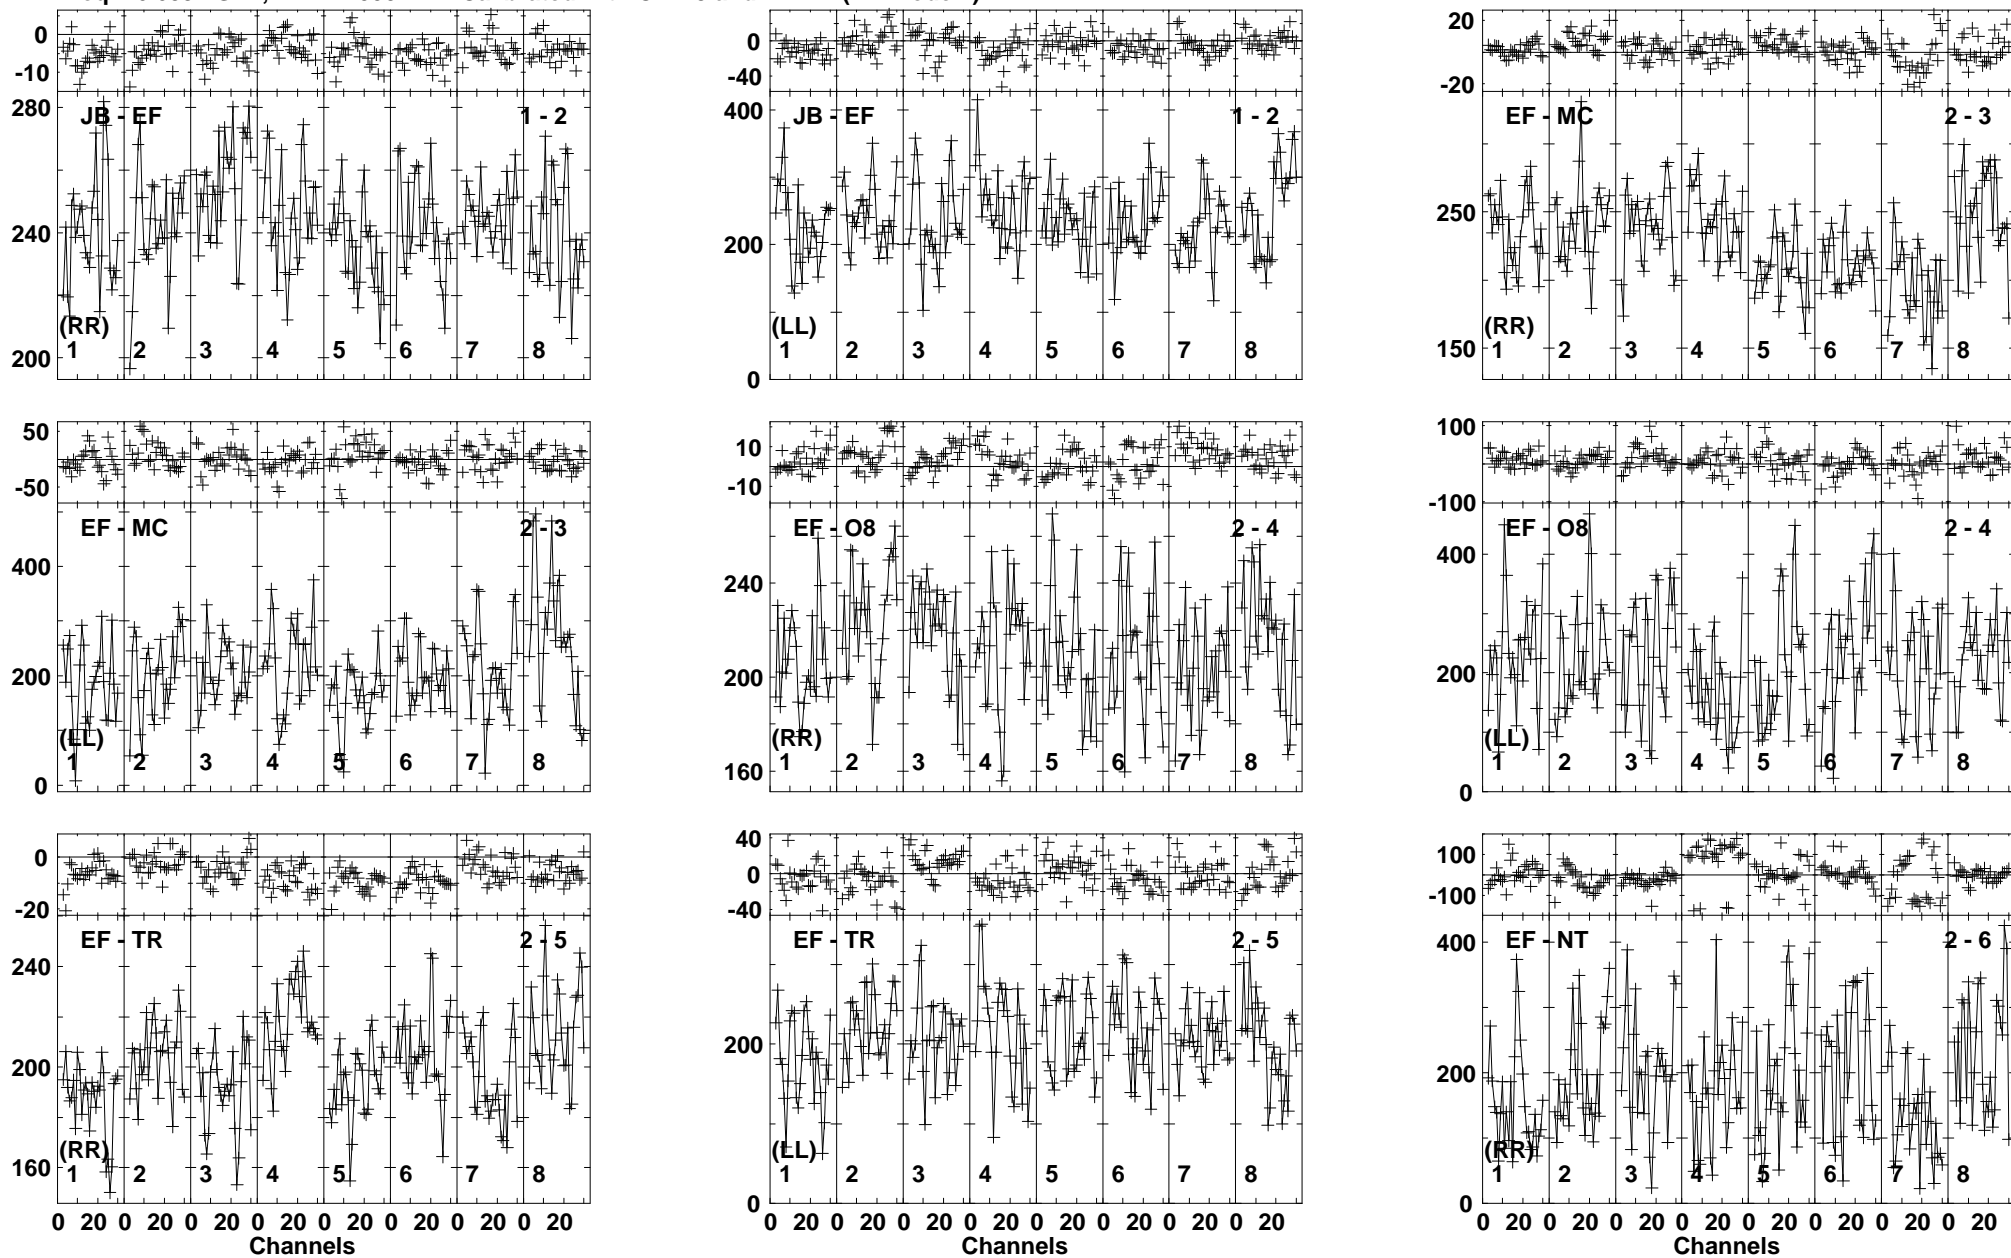 0 -10 0 -40 20 -20
280 240 200 JB - EF 1 - 2 (RR) 1 2 3 4 5 6 7 8
400 200 0 JB - EF 1 - 2 (LL) 1 2 3 4 5 6 7 8
250 150 EF - MC 2 - 3 (RR) 1 2 3 4 5 6 7 8
50 -50 10 -10 100 -100
400 200 0 EF - MC 2 - 3 (LL) 1 2 3 4 5 6 7 8
240 200 160 EF - O8 2 - 4 (RR) 1 2 3 4 5 6 7 8
400 200 0 EF - O8 2 - 4 (LL) 1 2 3 4 5 6 7 8
0 -20 40 0 -40 100 -100
240 200 160 EF - TR 2 - 5 (RR) 1 2 3 4 5 6 7 8
200 0 EF - TR 2 - 5 (LL) 1 2 3 4 5 6 7 8
400 200 0 EF - NT 2 - 6 (RR) 1 2 3 4 5 6 7 8
0 20 0 20 0 20 0 20 0 20 0 20 0 20 0 20
0 20 0 20 0 20 0 20 0 20 0 20 0 20 0 20
0 20 0 20 0 20 0 20 0 20 0 20 0 20 0 20
Channels Channels Channels